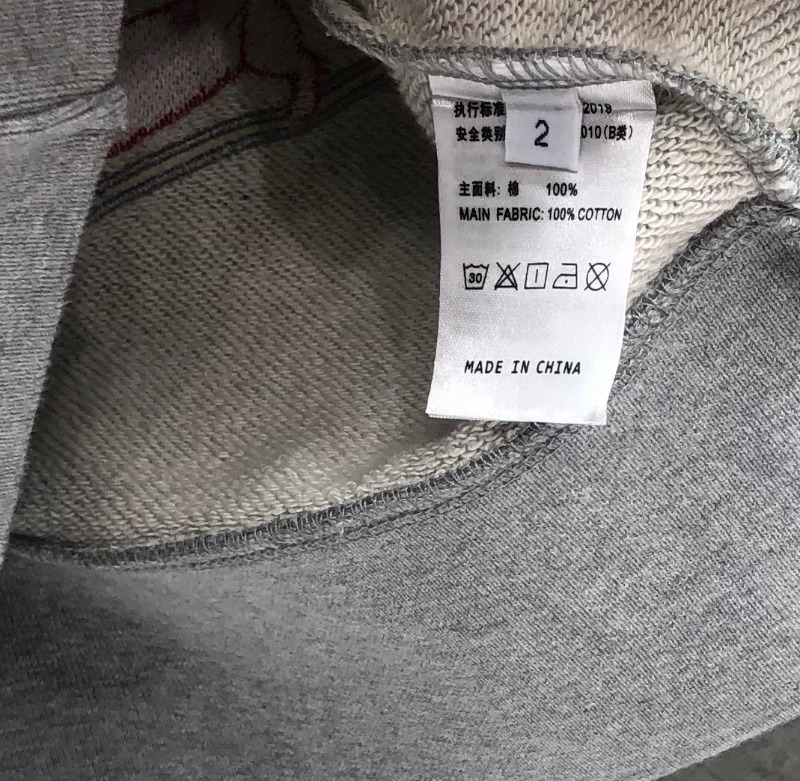 执行标准 2019
安全类别 010(B类)
2
主面料: 棉 100%
MAIN FABRIC: 100% COTTON
30
MADE IN CHINA